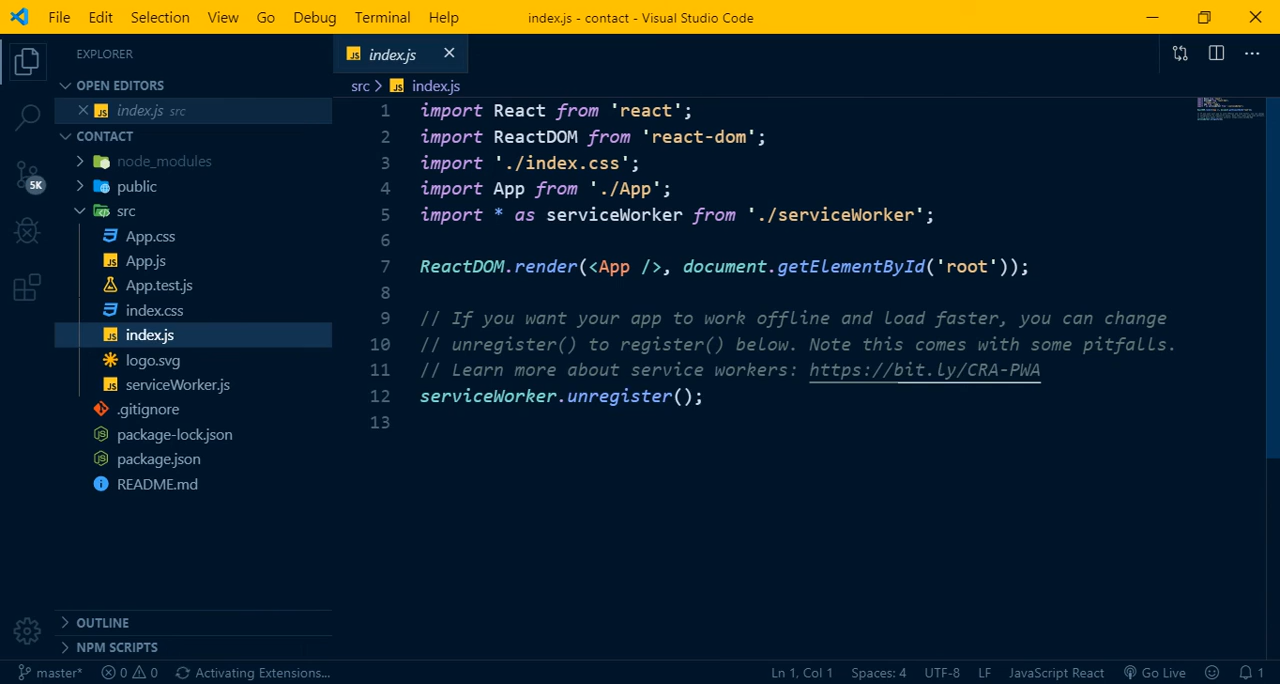 File Edit Selection View Go Debug Terminal Help
index.js - contact - Visual Studio Code
EXPLORER
OPEN EDITORS
index.js src
CONTACT
node_modules
public
src
App.css
App.js
App.test.js
index.css
index.js
logo.svg
serviceWorker.js
.gitignore
package-lock.json
package.json
README.md
OUTLINE
NPM SCRIPTS
5K
JS index.js
src > JS index.js
1 import React from 'react';
2 import ReactDOM from 'react-dom';
3 import './index.css';
4 import App from './App';
5 import * as serviceWorker from './serviceWorker';
6
7 ReactDOM.render(<App />, document.getElementById('root'));
8
9 // If you want your app to work offline and load faster, you can change
10 // unregister() to register() below. Note this comes with some pitfalls.
11 // Learn more about service workers: https://bit.ly/CRA-PWA
12 serviceWorker.unregister();
13
master* 0 0 Activating Extensions... Ln 1, Col 1 Spaces: 4 UTF-8 LF JavaScript React Go Live 1